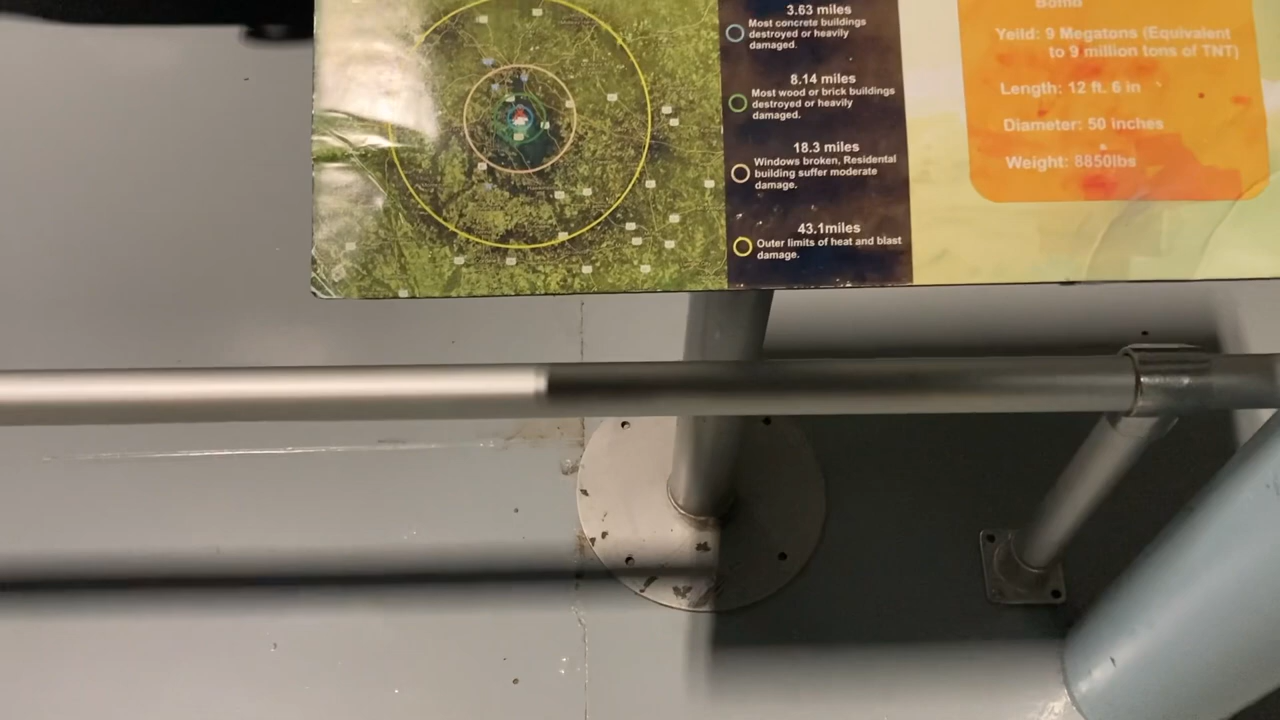 3.63 miles
Most concrete buildings
destroyed or heavily
damaged.
8.14 miles
Most wood or brick buildings
destroyed or heavily
damaged.
18.3 miles
Windows broken, Residental
building suffer moderate
damage.
43.1miles
Outer limits of heat and blast
damage.
Bomb
Yeild: 9 Megatons (Equivalent
to 9 million tons of TNT)
Length: 12 ft. 6 in
Diameter: 50 inches
Weight: 8850lbs